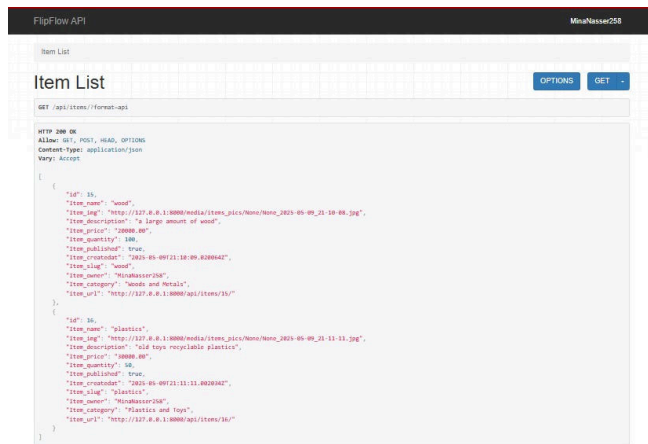 FlipFlow API
MinaNasser258
Item List
Item List
OPTIONS
GET
GET /api/items/?format=api
HTTP 200 OK
Allow: GET, POST, HEAD, OPTIONS
Content-Type: application/json
Vary: Accept
[
{
"id": 15,
"Item_name": "wood",
"Item_img": "http://127.0.0.1:8000/media/items_pics/None/None_2025-05-09_21-10-08.jpg",
"Item_description": "a large amount of wood",
"Item_price": "20000.00",
"Item_quantity": 100,
"Item_published": true,
"Item_createdat": "2025-05-09T21:10:09.020064Z",
"Item_slug": "wood",
"Item_owner": "MinaNasser258",
"Item_category": "Woods and Metals",
"Item_url": "http://127.0.0.1:8000/api/items/15/"
},
{
"id": 16,
"Item_name": "plastics",
"Item_img": "http://127.0.0.1:8000/media/items_pics/None/None_2025-05-09_21-11-11.jpg",
"Item_description": "old toys recyclable plastics",
"Item_price": "30000.00",
"Item_quantity": 50,
"Item_published": true,
"Item_createdat": "2025-05-09T21:11:11.002034Z",
"Item_slug": "plastics",
"Item_owner": "MinaNasser258",
"Item_category": "Plastics and Toys",
"Item_url": "http://127.0.0.1:8000/api/items/16/"
}
]